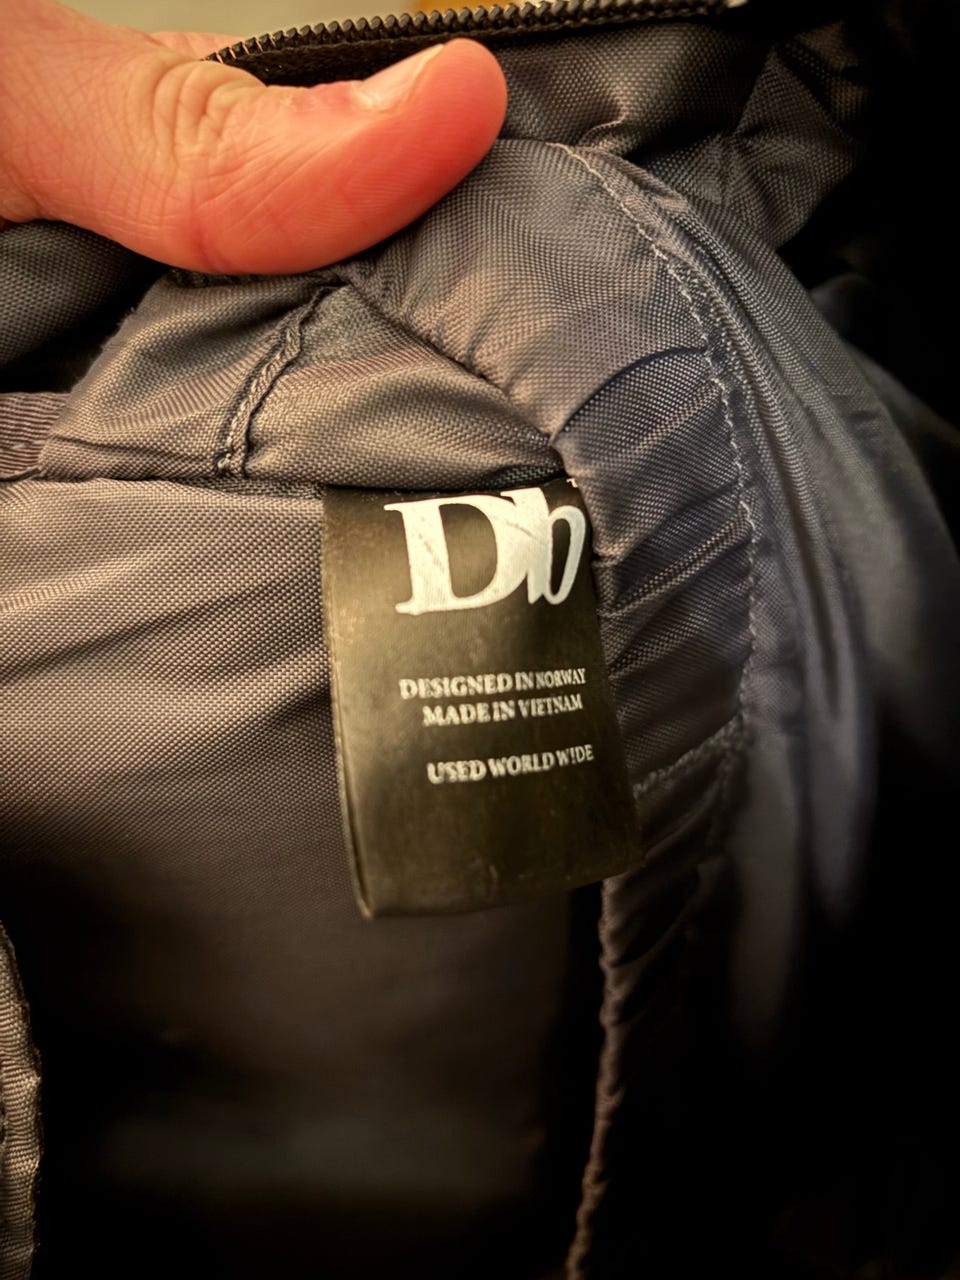 Db
DESIGNED IN NORWAY
MADE IN VIETNAM
USED WORLD WIDE